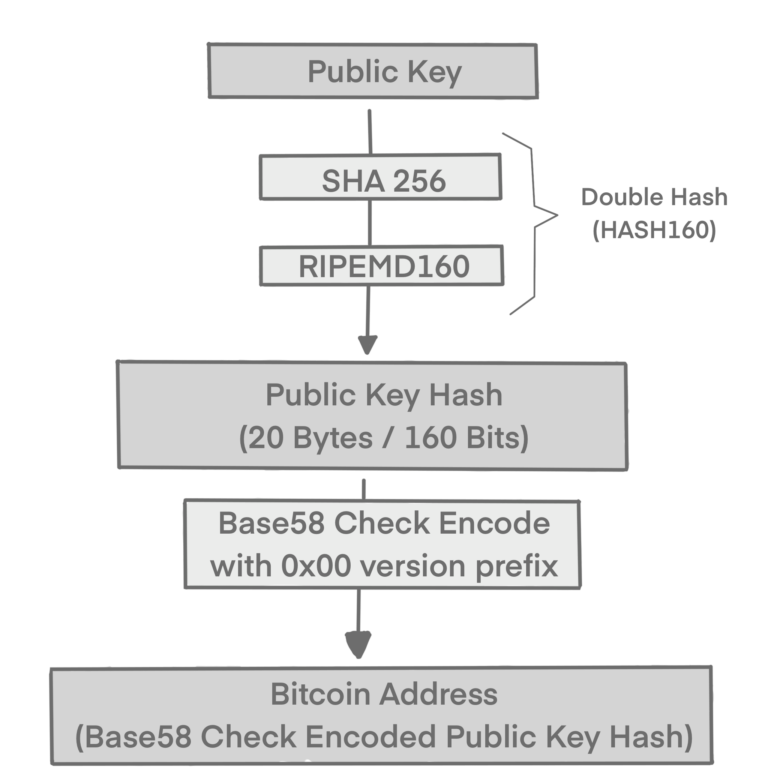 Public Key
SHA 256
Double Hash
(HASH160)
RIPEMD160
Public Key Hash
(20 Bytes / 160 Bits)
Base58 Check Encode
with 0x00 version prefix
Bitcoin Address
(Base58 Check Encoded Public Key Hash)